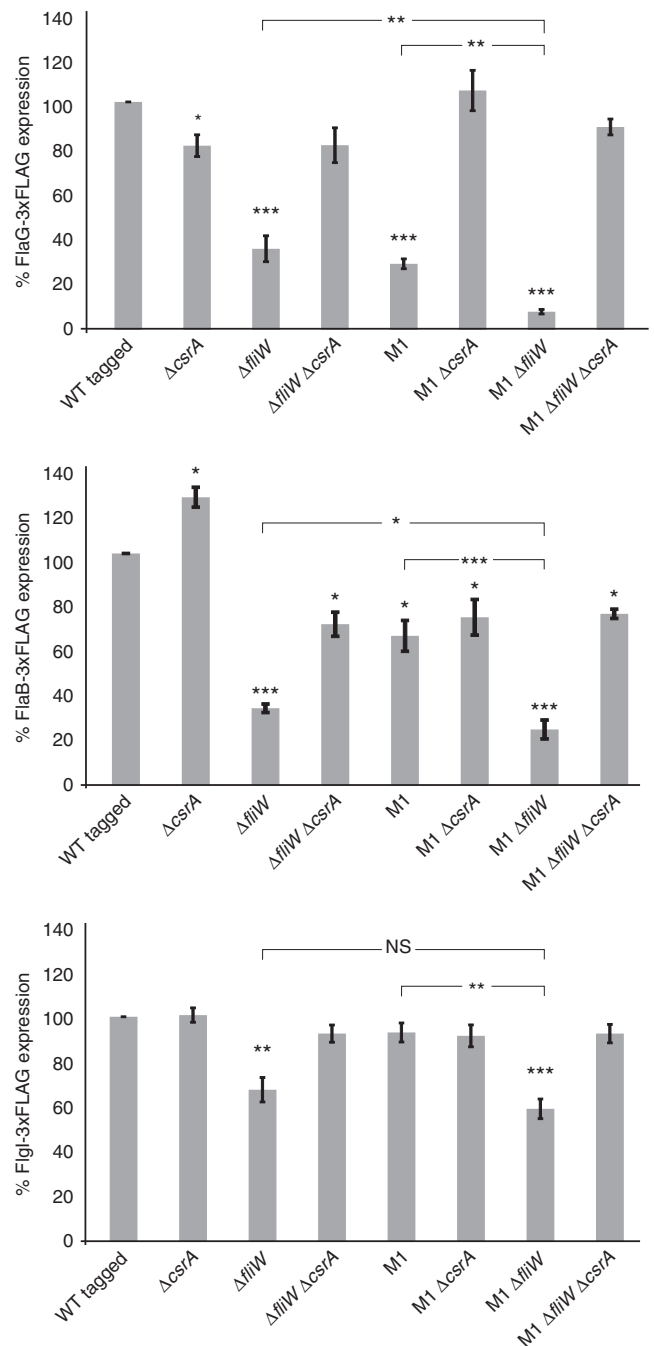 % FlaG-3xFLAG expression
140
120
100
80
60
40
20
0
**
**
*
***
***
***
WT tagged
ΔcsrA
ΔfliW
ΔfliW ΔcsrA
M1
M1 ΔcsrA
M1 ΔfliW
M1 ΔfliW ΔcsrA
% FlaB-3xFLAG expression
140
120
100
80
60
40
20
0
*
*
***
***
*
*
*
***
*
WT tagged
ΔcsrA
ΔfliW
ΔfliW ΔcsrA
M1
M1 ΔcsrA
M1 ΔfliW
M1 ΔfliW ΔcsrA
% FlgI-3xFLAG expression
140
120
100
80
60
40
20
0
NS
**
**
***
WT tagged
ΔcsrA
ΔfliW
ΔfliW ΔcsrA
M1
M1 ΔcsrA
M1 ΔfliW
M1 ΔfliW ΔcsrA